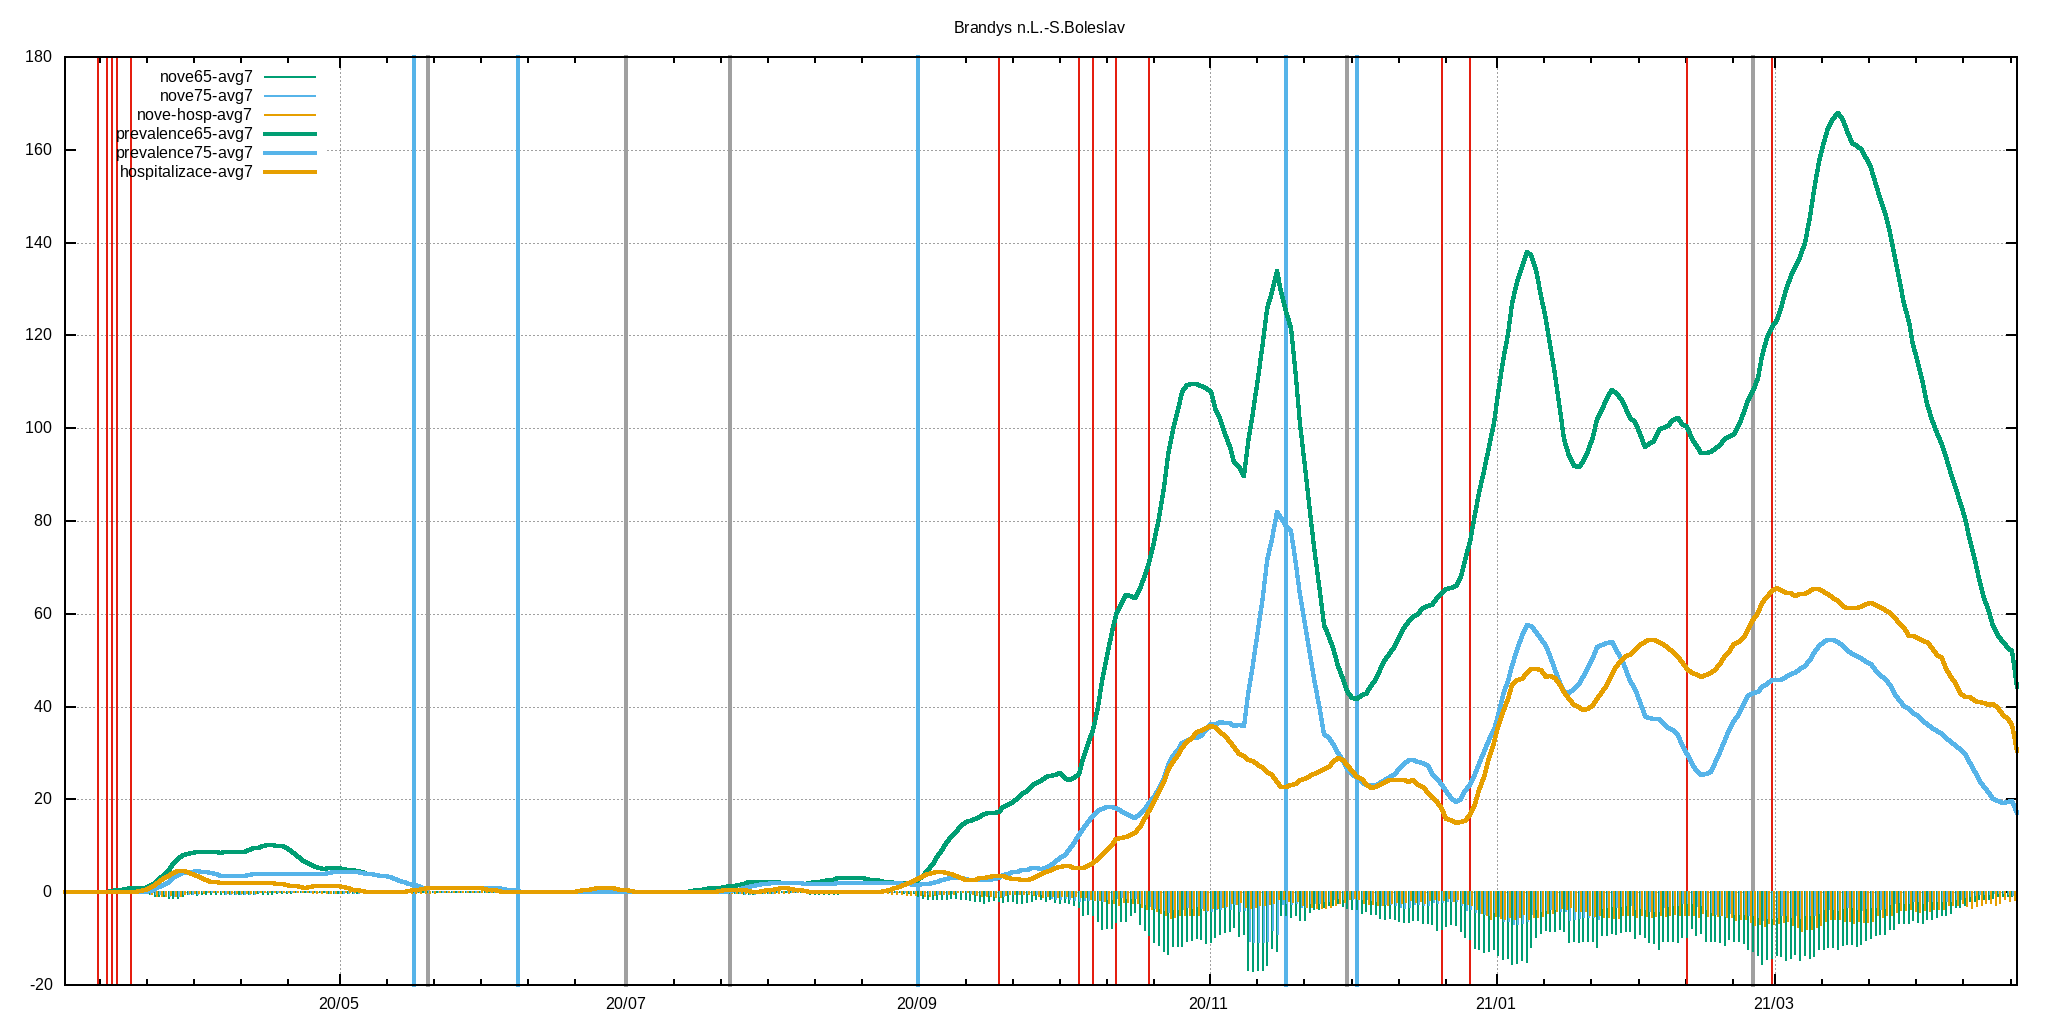 Brandys n.L.-S.Boleslav
180
160
140
120
100
80
60
40
20
0
-20
nove65-avg7
nove75-avg7
nove-hosp-avg7
prevalence65-avg7
prevalence75-avg7
hospitalizace-avg7
20/05 20/07 20/09 20/11 21/01 21/03